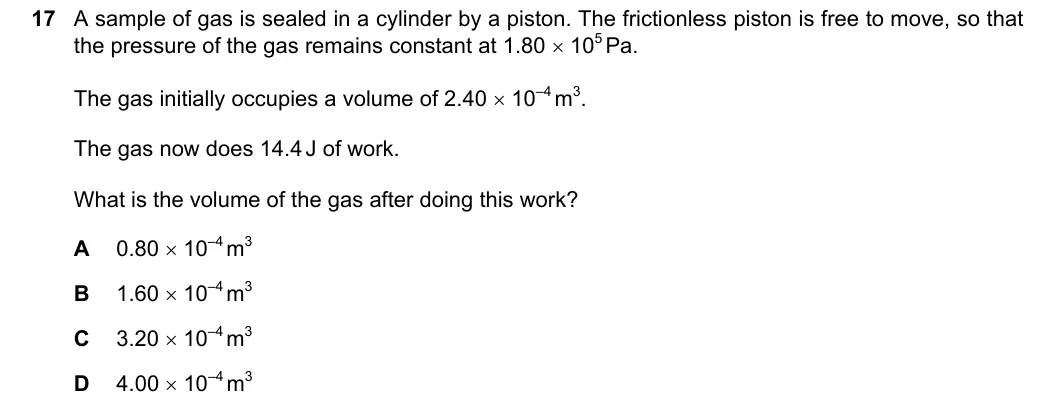 17 A sample of gas is sealed in a cylinder by a piston. The frictionless piston is free to move, so that
the pressure of the gas remains constant at 1.80 × 10⁵ Pa.
The gas initially occupies a volume of 2.40 × 10⁻⁴ m³.
The gas now does 14.4 J of work.
What is the volume of the gas after doing this work?
A 0.80 × 10⁻⁴ m³
B 1.60 × 10⁻⁴ m³
C 3.20 × 10⁻⁴ m³
D 4.00 × 10⁻⁴ m³